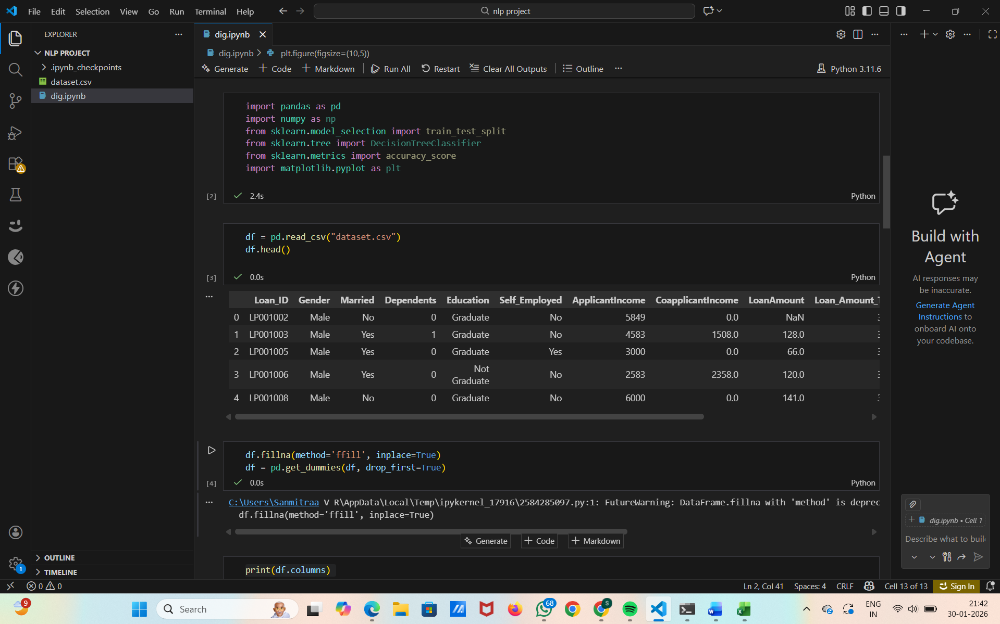 File Edit Selection View Go Run Terminal Help
nlp project
EXPLORER
NLP PROJECT
.ipynb_checkpoints
dataset.csv
dig.ipynb
OUTLINE
TIMELINE
dig.ipynb
dig.ipynb > plt.figure(figsize=(10,5))
Generate + Code + Markdown Run All Restart Clear All Outputs Outline ... Python 3.11.6
import pandas as pd
import numpy as np
from sklearn.model_selection import train_test_split
from sklearn.tree import DecisionTreeClassifier
from sklearn.metrics import accuracy_score
import matplotlib.pyplot as plt
[2] 2.4s Python
df = pd.read_csv("dataset.csv")
df.head()
[3] 0.0s Python
Loan_ID Gender Married Dependents Education Self_Employed ApplicantIncome CoapplicantIncome LoanAmount Loan_Amount_
0 LP001002 Male No 0 Graduate No 5849 0.0 NaN
1 LP001003 Male Yes 1 Graduate No 4583 1508.0 128.0
2 LP001005 Male Yes 0 Graduate Yes 3000 0.0 66.0
3 LP001006 Male Yes 0 Not Graduate No 2583 2358.0 120.0
4 LP001008 Male No 0 Graduate No 6000 0.0 141.0
df.fillna(method='ffill', inplace=True)
df = pd.get_dummies(df, drop_first=True)
[4] 0.0s Python
C:\Users\Sanmitraa V R\AppData\Local\Temp\ipykernel_17916\2584285097.py:1: FutureWarning: DataFrame.fillna with 'method' is deprec
df.fillna(method='ffill', inplace=True)
Generate + Code + Markdown
print(df.columns)
Build with
Agent
AI responses may
be inaccurate.
Generate Agent
Instructions to
onboard AI onto
your codebase.
+ dig.ipynb • Cell 1
Describe what to buil
0 0 Ln 2, Col 41 Spaces: 4 CRLF Cell 13 of 13 Sign In
1
9
Search
68
S
ENG
IN
21:42
30-01-2026